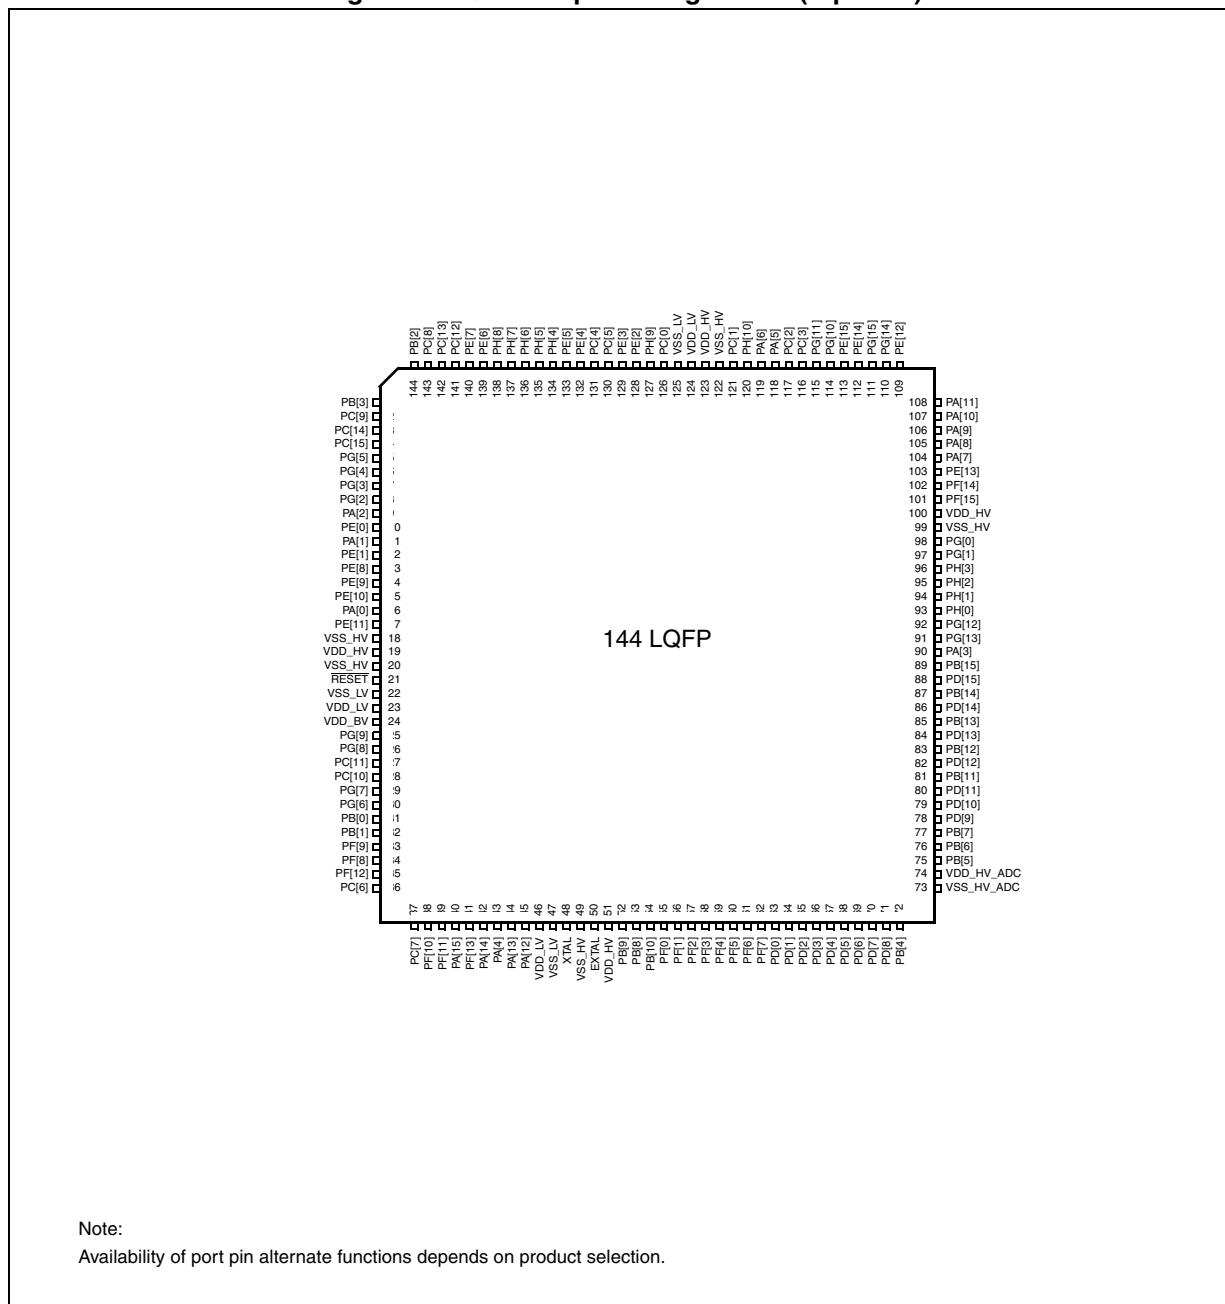 PB[2] 144
PC[8] 143
PC[13] 142
PC[12] 141
PE[7] 140
PE[6] 139
PH[8] 138
PH[7] 137
PH[6] 136
PH[5] 135
PH[4] 134
PE[5] 133
PE[4] 132
PC[4] 131
PC[5] 130
PE[3] 129
PE[2] 128
PH[9] 127
PC[0] 126
VSS_LV 125
VDD_LV 124
VDD_HV 123
VSS_HV 122
PC[1] 121
PH[10] 120
PA[6] 119
PA[5] 118
PC[2] 117
PC[3] 116
PG[11] 115
PG[10] 114
PE[15] 113
PE[14] 112
PG[15] 111
PG[14] 110
PE[12] 109
PB[3]
PC[9]
PC[14]
PC[15]
PG[5]
PG[4]
PG[3]
PG[2]
PA[2]
PE[0]
PA[1]
PE[1]
PE[8]
PE[9]
PE[10]
PA[0]
PE[11]
VSS_HV 18
VDD_HV 19
VSS_HV 20
RESET 21
VSS_LV 22
VDD_LV 23
VDD_BV 24
PG[9]
PG[8]
PC[11]
PC[10]
PG[7]
PG[6]
PB[0]
PB[1]
PF[9]
PF[8]
PF[12]
PC[6]
144 LQFP
108 PA[11]
107 PA[10]
106 PA[9]
105 PA[8]
104 PA[7]
103 PE[13]
102 PF[14]
101 PF[15]
100 VDD_HV
99 VSS_HV
98 PG[0]
97 PG[1]
96 PH[3]
95 PH[2]
94 PH[1]
93 PH[0]
92 PG[12]
91 PG[13]
90 PA[3]
89 PB[15]
88 PD[15]
87 PB[14]
86 PD[14]
85 PB[13]
84 PD[13]
83 PB[12]
82 PD[12]
81 PB[11]
80 PD[11]
79 PD[10]
78 PD[9]
77 PB[7]
76 PB[6]
75 PB[5]
74 VDD_HV_ADC
73 VSS_HV_ADC
PC[7]
PF[10]
PF[11]
PA[15]
PF[13]
PA[14]
PA[4]
PA[13]
PA[12]
VDD_LV 46
VSS_LV 47
XTAL 48
VSS_HV 49
EXTAL 50
VDD_HV 51
PB[9]
PB[8]
PB[10]
PF[0]
PF[1]
PF[2]
PF[3]
PF[4]
PF[5]
PF[6]
PF[7]
PD[0]
PD[1]
PD[2]
PD[3]
PD[4]
PD[5]
PD[6]
PD[7]
PD[8]
PB[4]
Note:
Availability of port pin alternate functions depends on product selection.